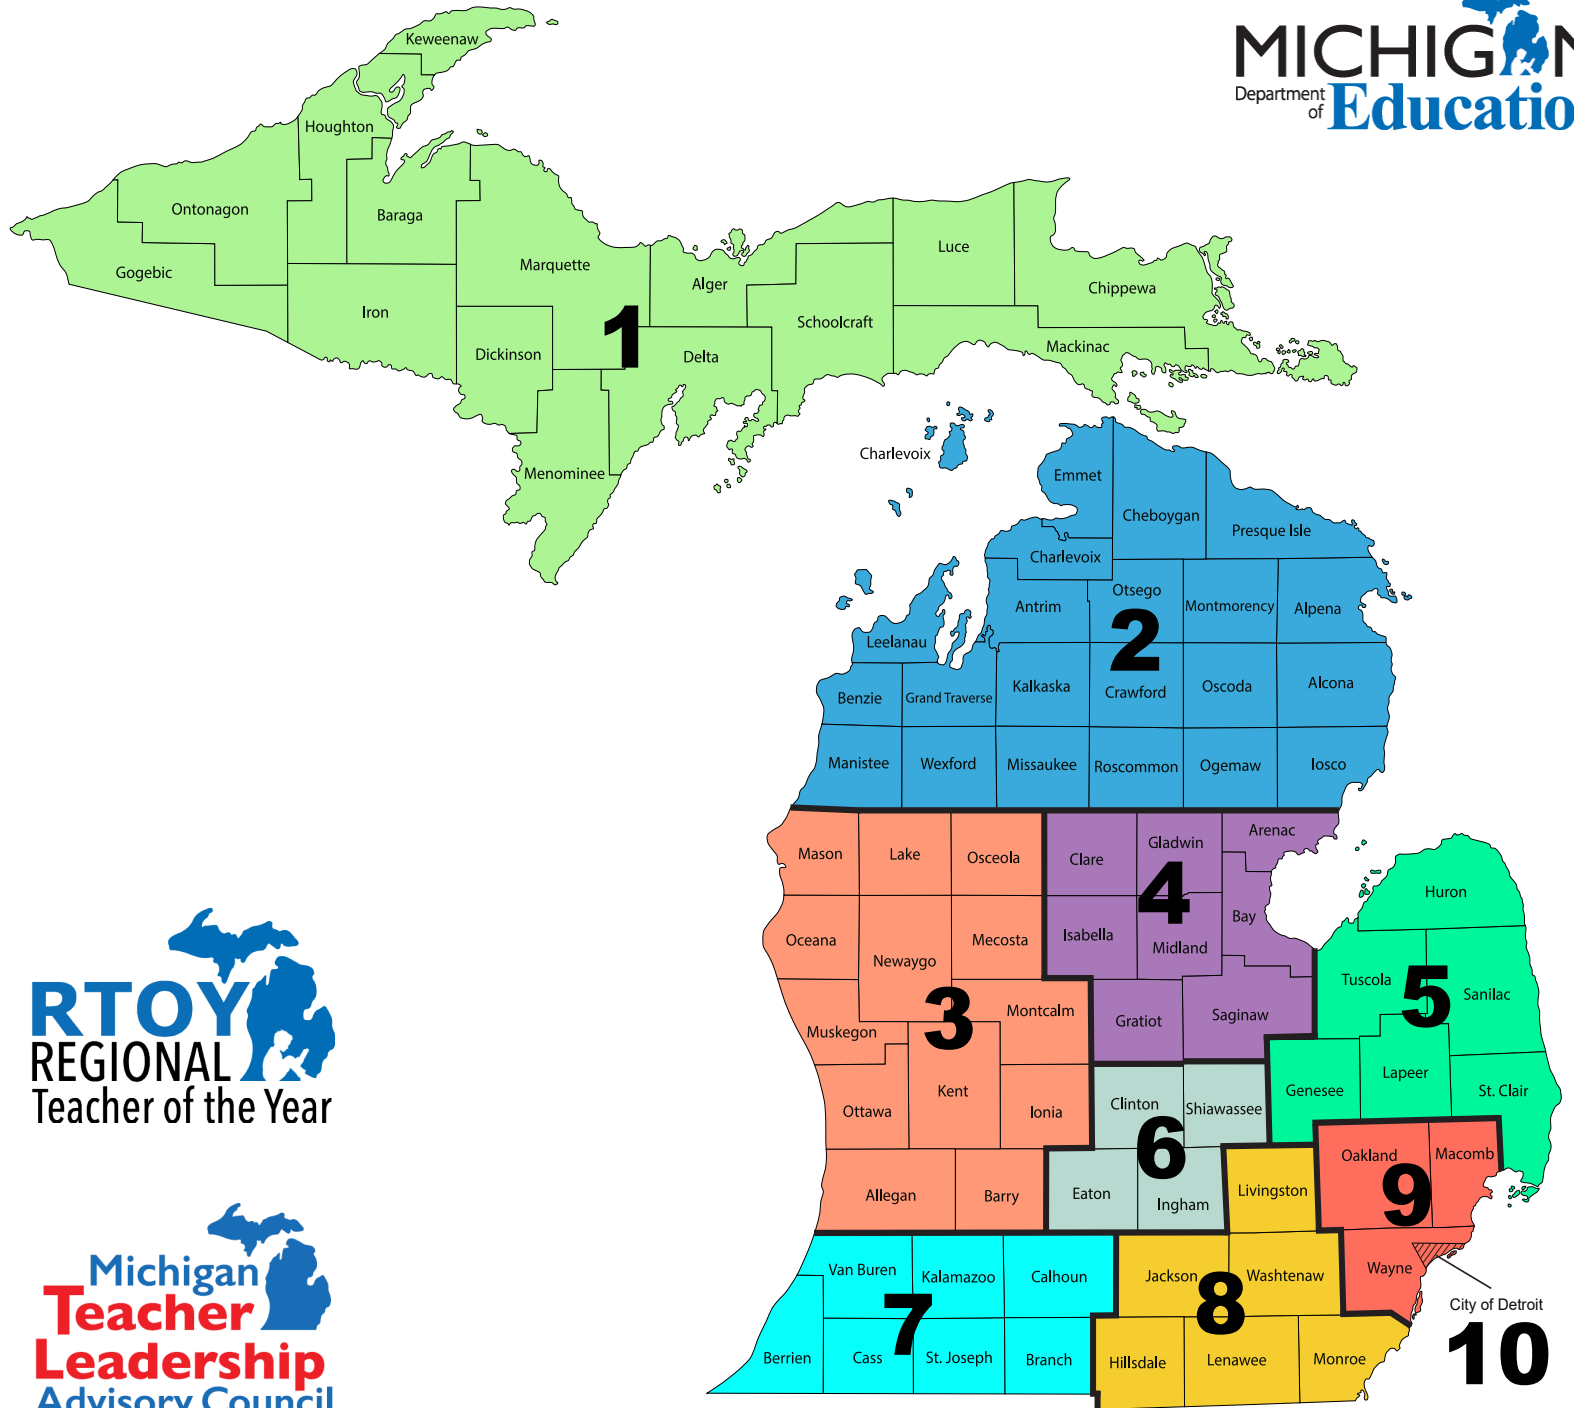 MICHIGAN
Department
of Education
Keweenaw
Houghton
Ontonagon
Baraga
Gogebic
Marquette
Iron
Alger
Luce
Chippewa
Schoolcraft
Dickinson
1
Delta
Mackinac
Menominee
Charlevoix
Emmet
Cheboygan
Presque Isle
Charlevoix
Antrim
Otsego
Montmorency
Alpena
2
Leelanau
Benzie
Grand Traverse
Kalkaska
Crawford
Oscoda
Alcona
Manistee
Wexford
Missaukee
Roscommon
Ogemaw
Iosco
Mason
Lake
Osceola
Clare
Gladwin
Arenac
4
Huron
Oceana
Newaygo
Mecosta
Isabella
Midland
Bay
Tuscola
5
Sanilac
Muskegon
3
Montcalm
Gratiot
Saginaw
Ottawa
Kent
Ionia
Clinton
Shiawassee
Genesee
Lapeer
St. Clair
6
Allegan
Barry
Eaton
Ingham
Livingston
Oakland
Macomb
9
Van Buren
Kalamazoo
Calhoun
Jackson
Washtenaw
Wayne
7
8
City of Detroit
10
Berrien
Cass
St. Joseph
Branch
Hillsdale
Lenawee
Monroe
RTOY
REGIONAL
Teacher of the Year
Michigan
Teacher
Leadership
Advisory Council